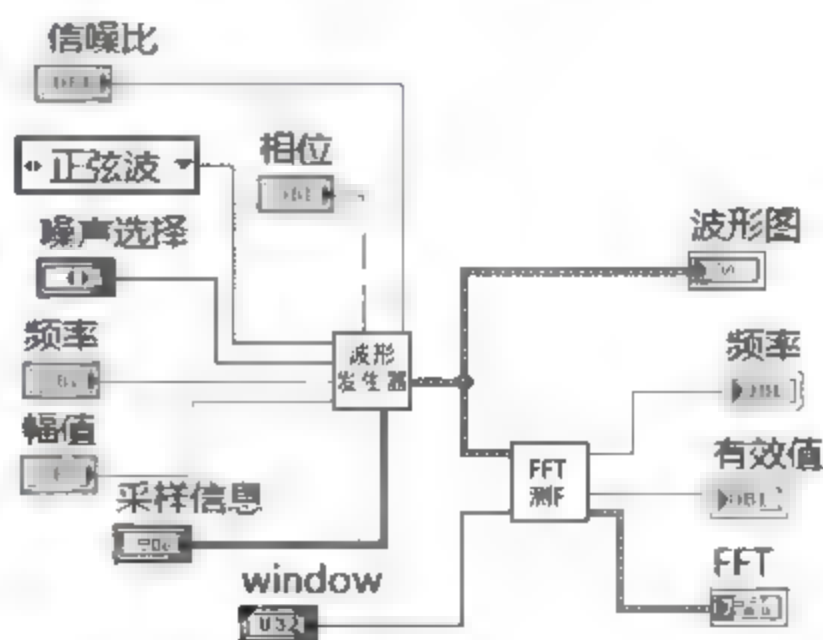 信噪比
正弦波
相位
噪声选择
波形图
频率
波形
发生器
频率
幅值
有效值
FFT
测F
采样信息
FFT
window
U32